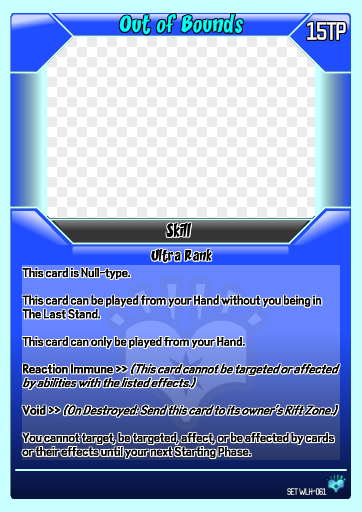 Out of Bounds
15TP
Skill
Ultra Rank
This card is Null-type.
This card can be played from your Hand without you being in
The Last Stand.
This card can only be played from your Hand.
Reaction Immune >> (This card cannot be targeted or affected
by abilities with the listed effects.)
Void >> (On Destroyed: Send this card to its owner's Rift Zone.)
You cannot target, be targeted, affect, or be affected by cards
or their effects until your next Starting Phase.
SET WLH-061